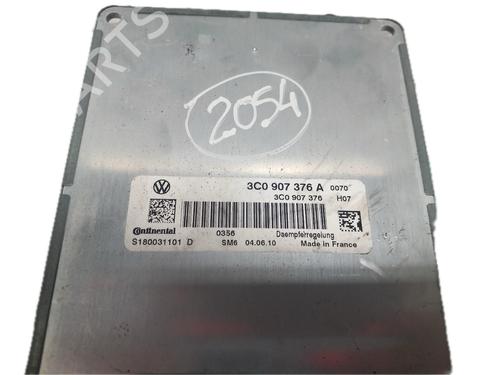 PARTS
2054
3C0 907 376 A 0070
3C0 907 376 H07
Continental 0356 Daempferregelung
S180031101 D SM6 04.06.10 Made in France